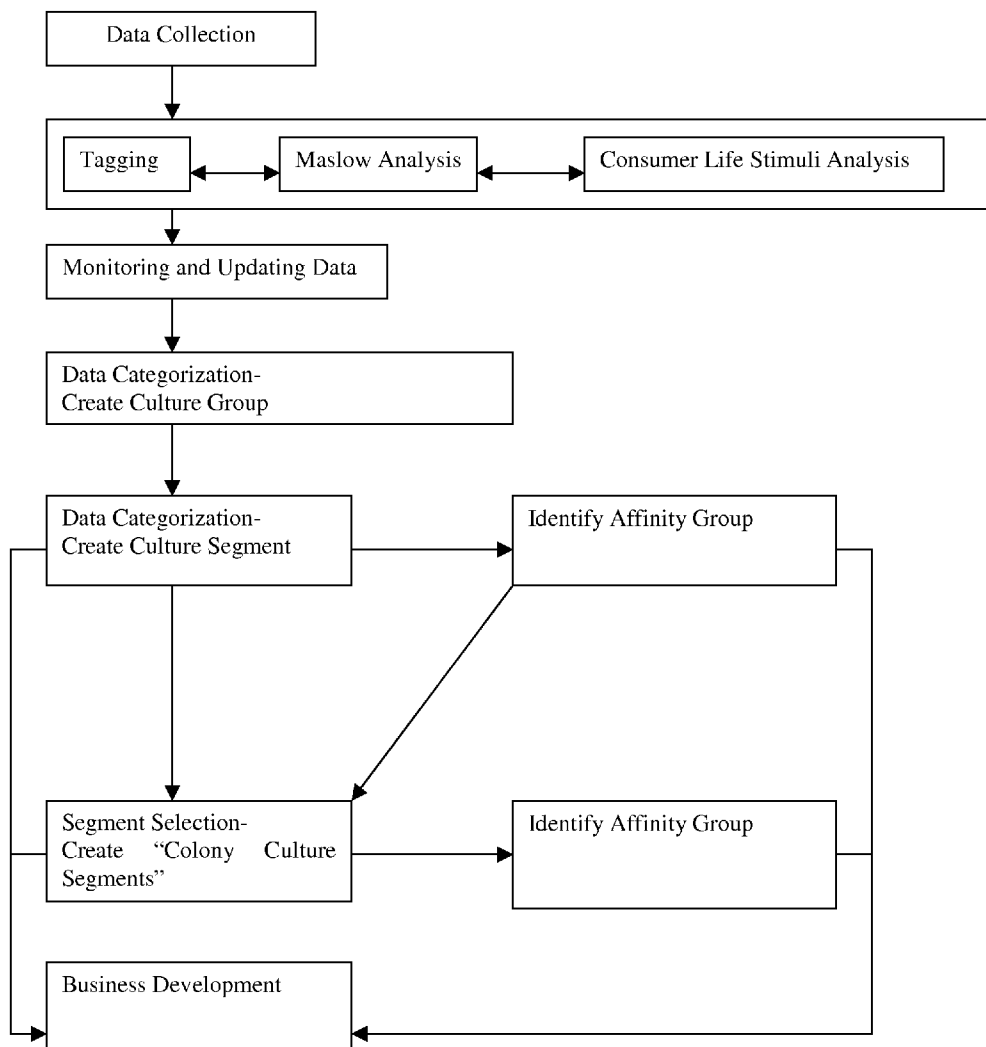 Data Collection
Tagging
Maslow Analysis
Consumer Life Stimuli Analysis
Monitoring and Updating Data
Data Categorization-
Create Culture Group
Data Categorization-
Create Culture Segment
Identify Affinity Group
Segment Selection-
Create “Colony Culture
Segments”
Identify Affinity Group
Business Development